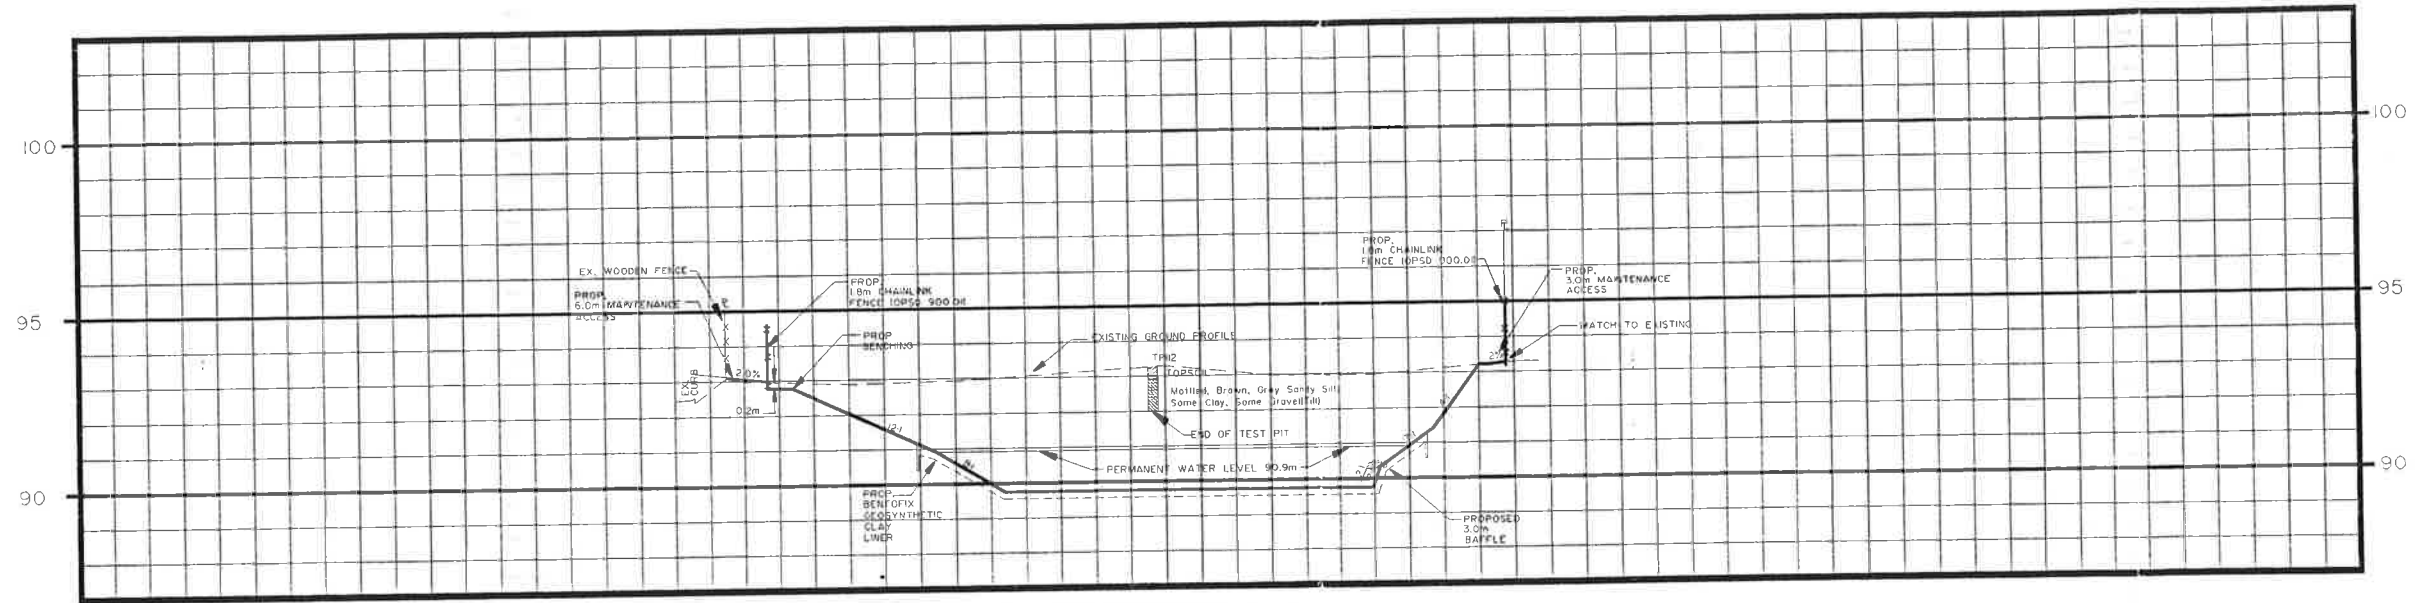 100
100
95
95
90
90
EX. WOODEN FENCE
PROP.
6.0m MAINTENANCE
ACCESS
PROP.
1.8m CHAINLINK
FENCE (OPSD 900.01)
PROP
BENCHING
EX.
CURB
2.0%
0.2m
EXISTING GROUND PROFILE
TP112
TOPSOIL
Mottled, Brown, Grey Sandy Silt
Some Clay, Some Gravel(Fill)
END OF TEST PIT
PERMANENT WATER LEVEL 90.9m
PROP.
BENTOFIX
GEOSYNTHETIC
CLAY
LINER
PROP.
1.8m CHAINLINK
FENCE (OPSD 900.01)
PROP.
3.0m MAINTENANCE
ACCESS
MATCH TO EXISTING
2%
PROPOSED
3.0m
BAFFLE